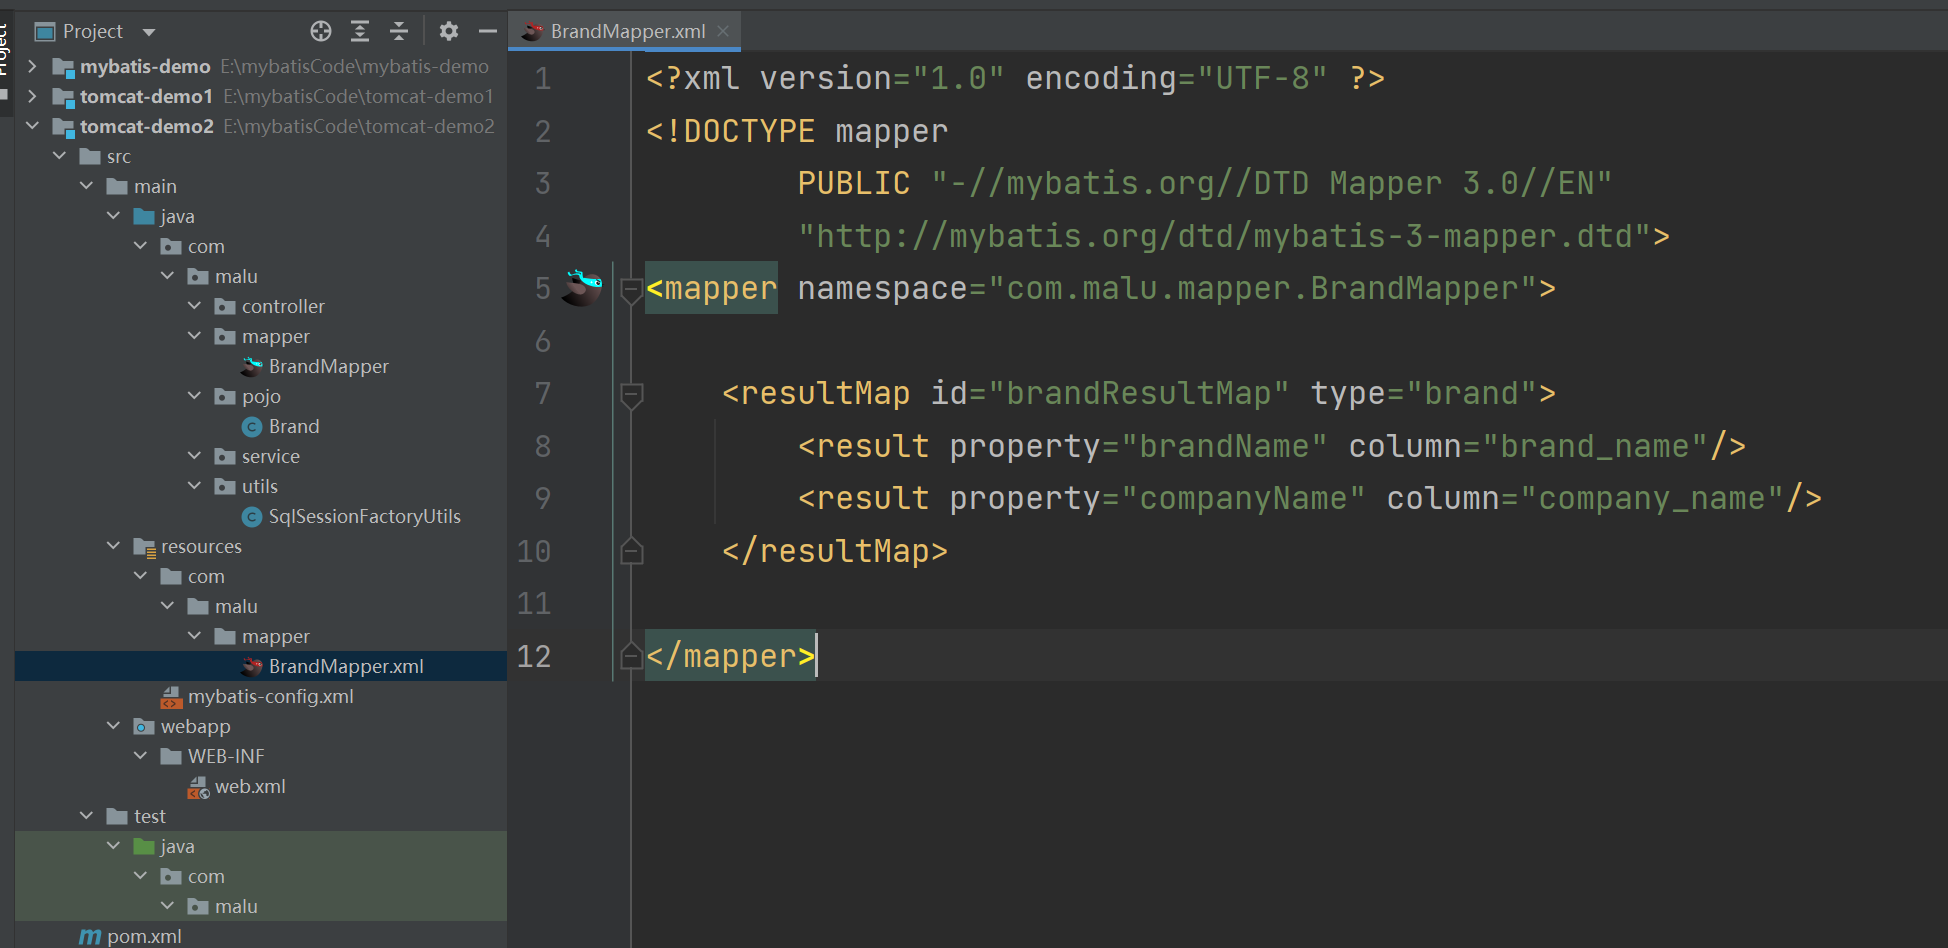 Project
Project
mybatis-demo E:\mybatisCode\mybatis-demo
tomcat-demo1 E:\mybatisCode\tomcat-demo1
tomcat-demo2 E:\mybatisCode\tomcat-demo2
src
main
java
com
malu
controller
mapper
BrandMapper
pojo
Brand
service
utils
SqlSessionFactoryUtils
resources
com
malu
mapper
BrandMapper.xml
mybatis-config.xml
webapp
WEB-INF
web.xml
test
java
com
malu
pom.xml
BrandMapper.xml
1 <?xml version="1.0" encoding="UTF-8" ?>
2 <!DOCTYPE mapper
3 PUBLIC "-//mybatis.org//DTD Mapper 3.0//EN"
4 "http://mybatis.org/dtd/mybatis-3-mapper.dtd">
5 <mapper namespace="com.malu.mapper.BrandMapper">
6
7 <resultMap id="brandResultMap" type="brand">
8 <result property="brandName" column="brand_name"/>
9 <result property="companyName" column="company_name"/>
10 </resultMap>
11
12 </mapper>